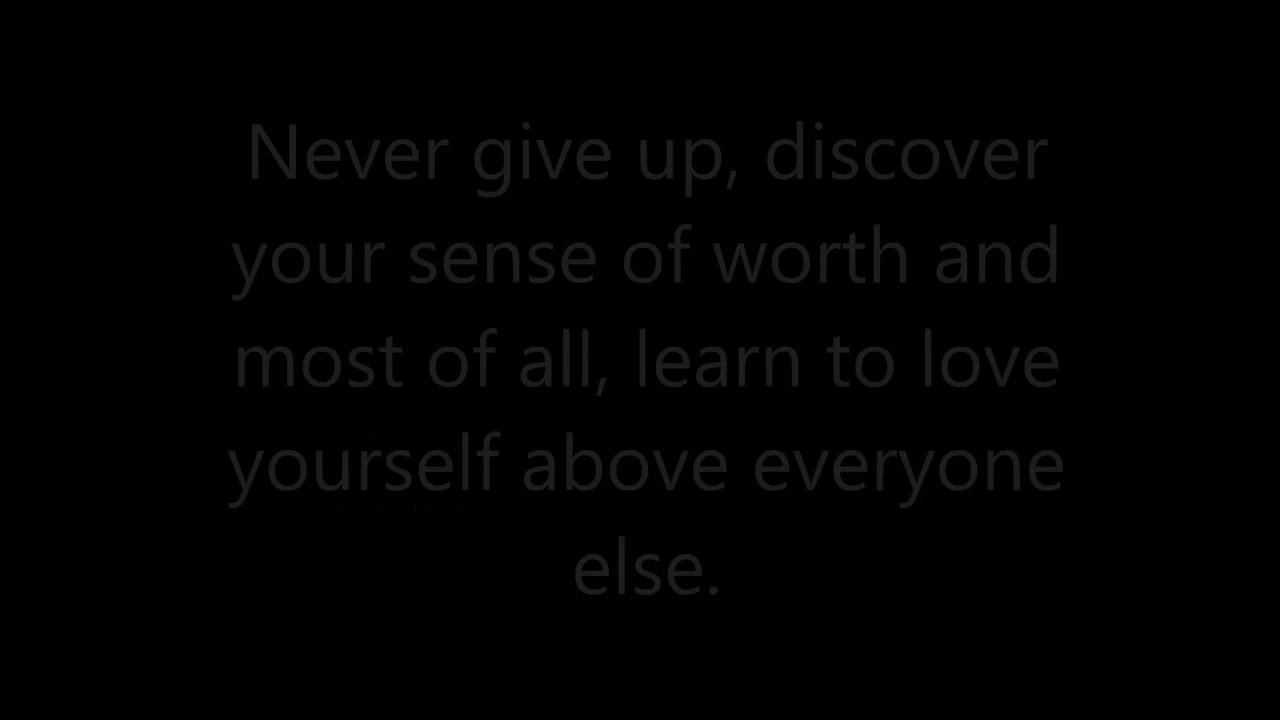 Never give up, discover
your sense of worth and
most of all, learn to love
yourself above everyone
else.